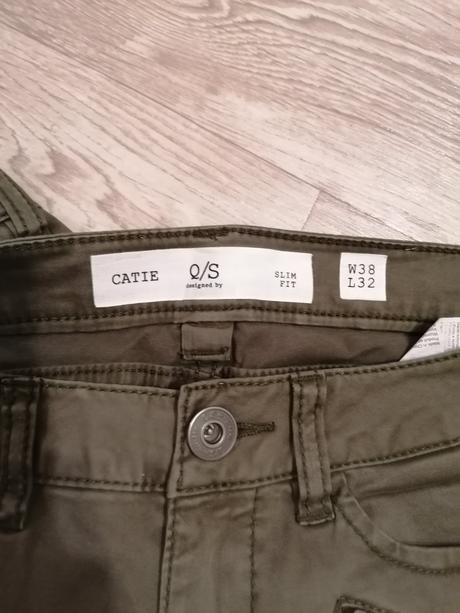 CATIE
Q/S
designed by
SLIM
FIT
W38
L32